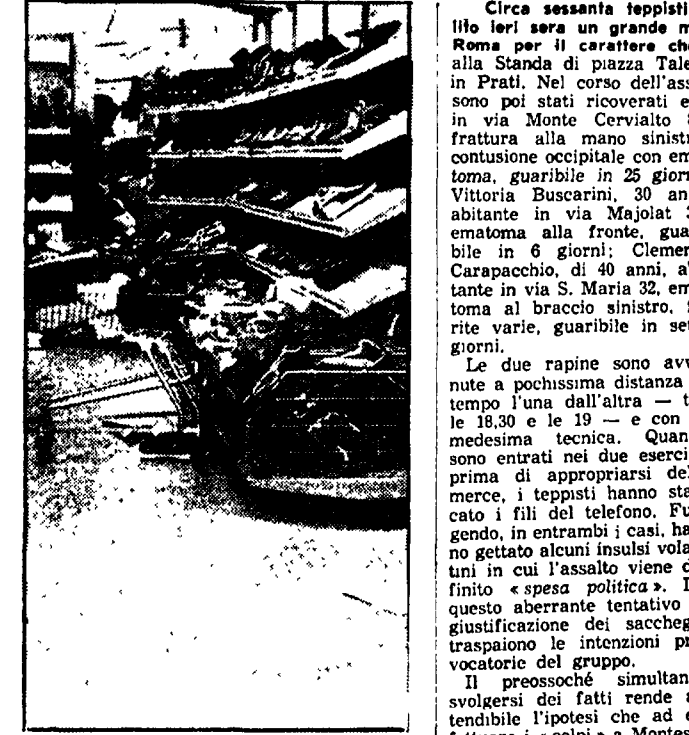 Circa sessanta teppisti
lito ieri sera un grande m
Roma per il carattere che
alla Standa di piazza Tale
in Prati. Nel corso dell'ass
sono poi stati ricoverati e
in via Monte Cervialto
frattura alla mano sinistr
contusione occipitale con em
toma, guaribile in 25 giorn
Vittoria Buscarini, 30 an
abitante in via Majolat 3
ematoma alla fronte, gua
bile in 6 giorni; Clemen
Carapacchio, di 40 anni, a
tante in via S. Maria 32, em
toma al braccio sinistro,
rite varie, guaribile in set
giorni.
Le due rapine sono avv
nute a pochissima distanza
tempo l'una dall'altra — t
le 18,30 e le 19 — e con
medesima tecnica. Quan
sono entrati nei due eserci
prima di appropriarsi del
merce, i teppisti hanno sta
cato i fili del telefono. Fu
gendo, in entrambi i casi, ha
no gettato alcuni insulsi vola
tini in cui l'assalto viene d
finito « spesa politica ». I
questo aberrante tentativo
giustificazione dei saccheg
traspaiono le intenzioni pr
vocatorie del gruppo.
Il preossoché simultan
svolgersi dei fatti rende a
tendibile l'ipotesi che ad e
i « colpi » a Montes